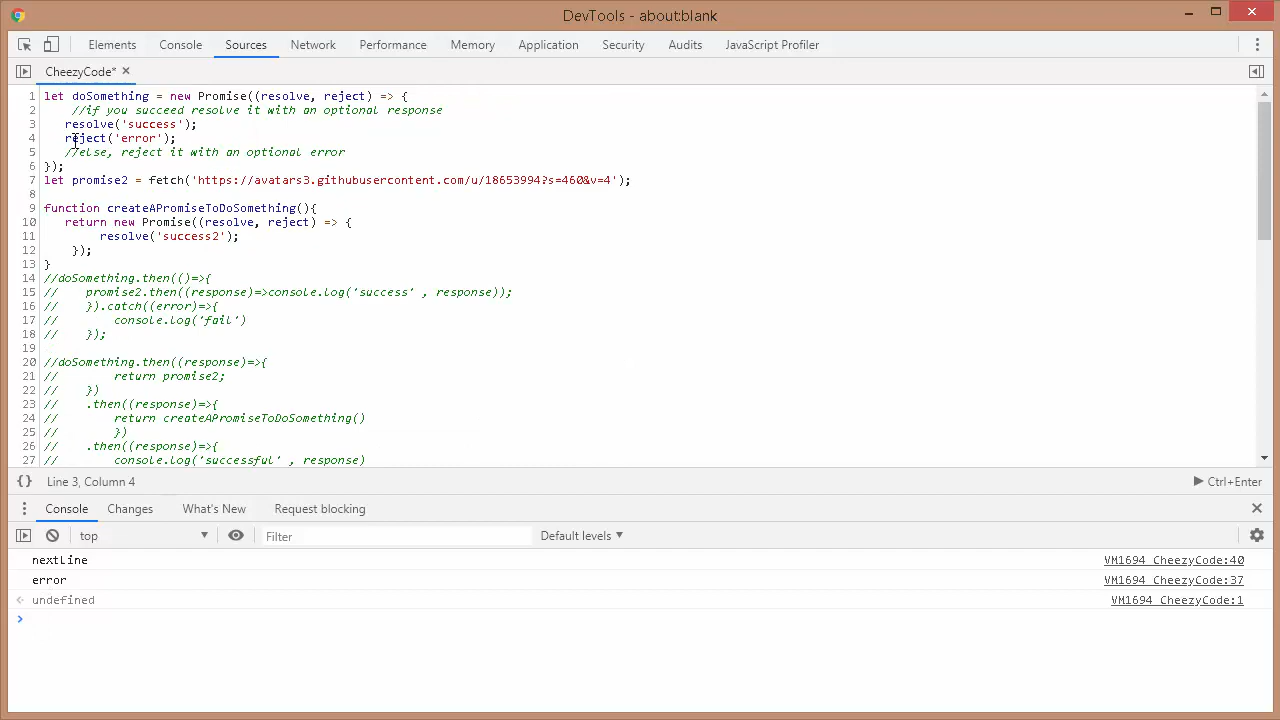 DevTools - about:blank
Elements Console Sources Network Performance Memory Application Security Audits JavaScript Profiler
CheezyCode* ×
1 let doSomething = new Promise((resolve, reject) => {
2 //if you succeed resolve it with an optional response
3 resolve('success');
4 reject('error');
5 //else, reject it with an optional error
6 });
7 let promise2 = fetch('https://avatars3.githubusercontent.com/u/18653994?s=460&v=4');
8
9 function createAPromiseToDoSomething(){
10 return new Promise((resolve, reject) => {
11 resolve('success2');
12 });
13 }
14 //doSomething.then(()=>{
15 // promise2.then((response)=>console.log('success' , response));
16 // }).catch((error)=>{
17 // console.log('fail')
18 // });
19
20 //doSomething.then((response)=>{
21 // return promise2;
22 // })
23 // .then((response)=>{
24 // return createAPromiseToDoSomething()
25 // })
26 // .then((response)=>{
27 // console.log('successful' , response)
{} Line 3, Column 4 Ctrl+Enter
Console Changes What's New Request blocking
top Filter Default levels
nextLine VM1694 CheezyCode:40
error VM1694 CheezyCode:37
undefined VM1694 CheezyCode:1